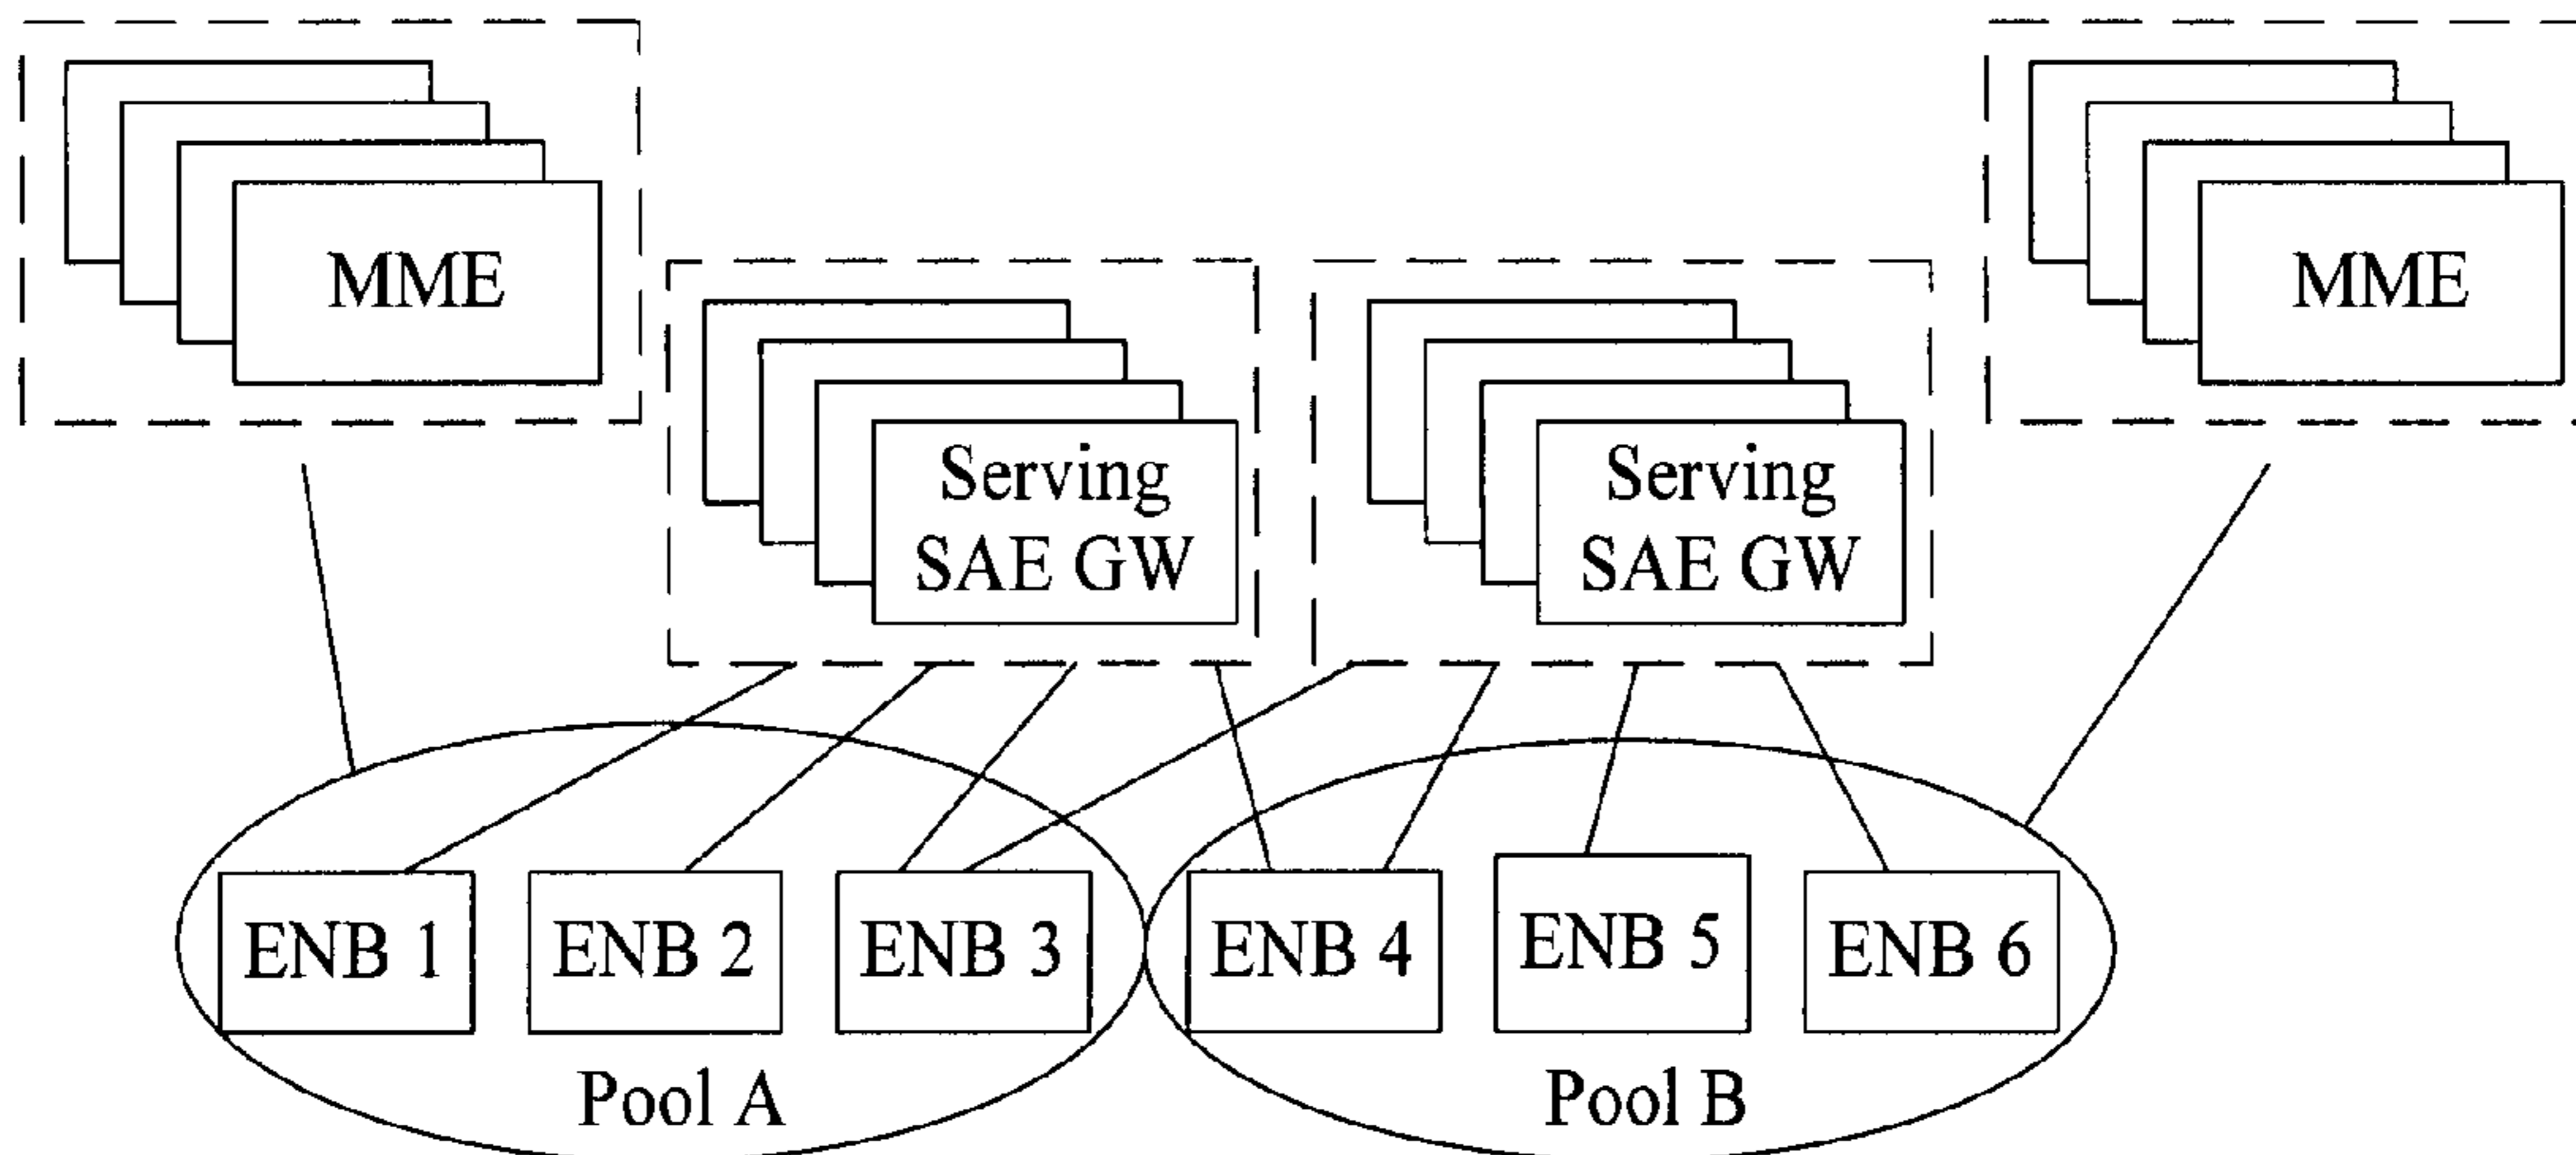 MME
MME
Serving
SAE GW
Serving
SAE GW
ENB 1
ENB 2
ENB 3
ENB 4
ENB 5
ENB 6
Pool A
Pool B